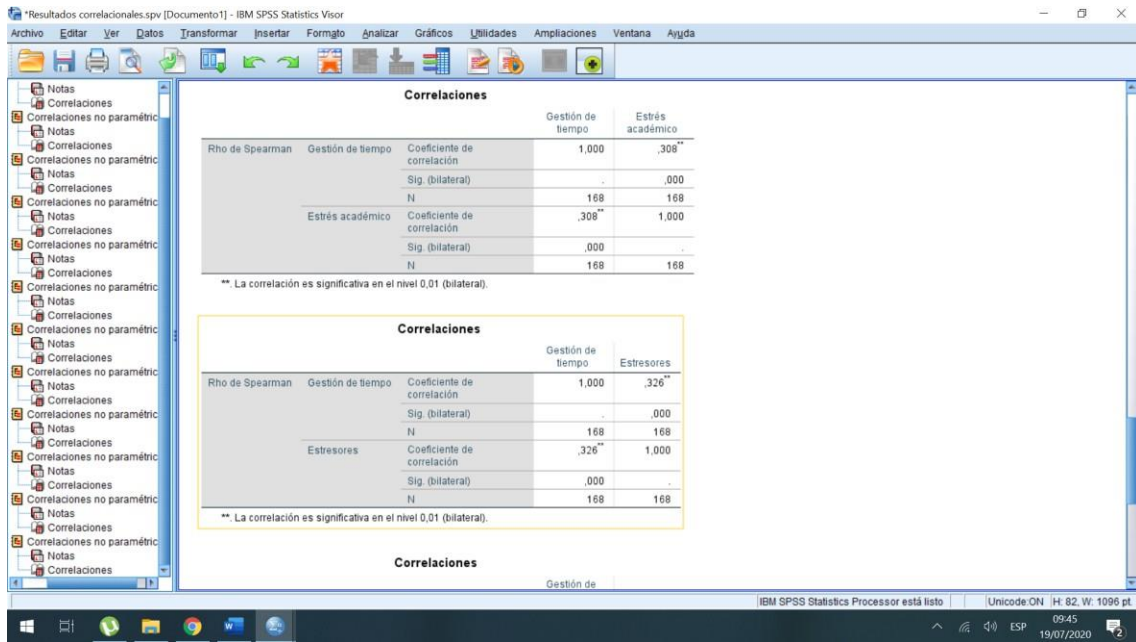 *Resultados correlacionales.spv [Documento1] - IBM SPSS Statistics Visor
Archivo Editar Ver Datos Transformar Insertar Formato Analizar Gráficos Utilidades Ampliaciones Ventana Ayuda
Notas
Correlaciones
Correlaciones no paramétric
Notas
Correlaciones
Correlaciones no paramétric
Notas
Correlaciones
Correlaciones no paramétric
Notas
Correlaciones
Correlaciones no paramétric
Notas
Correlaciones
Correlaciones no paramétric
Notas
Correlaciones
Correlaciones no paramétric
Notas
Correlaciones
Correlaciones no paramétric
Notas
Correlaciones
Correlaciones no paramétric
Notas
Correlaciones
Correlaciones no paramétric
Notas
Correlaciones
Correlaciones no paramétric
Notas
Correlaciones
Correlaciones no paramétric
Notas
Correlaciones
Correlaciones
Gestión de tiempo Estrés académico
Rho de Spearman Gestión de tiempo Coeficiente de correlación 1,000 ,308**
Sig. (bilateral) . ,000
N 168 168
Estrés académico Coeficiente de correlación ,308** 1,000
Sig. (bilateral) ,000 .
N 168 168
**. La correlación es significativa en el nivel 0,01 (bilateral).
Correlaciones
Gestión de tiempo Estresores
Rho de Spearman Gestión de tiempo Coeficiente de correlación 1,000 ,326**
Sig. (bilateral) . ,000
N 168 168
Estresores Coeficiente de correlación ,326** 1,000
Sig. (bilateral) ,000 .
N 168 168
**. La correlación es significativa en el nivel 0,01 (bilateral).
Correlaciones
Gestión de
IBM SPSS Statistics Processor está listo Unicode:ON H: 82, W: 1096 pt.
ESP 09:45
19/07/2020
2